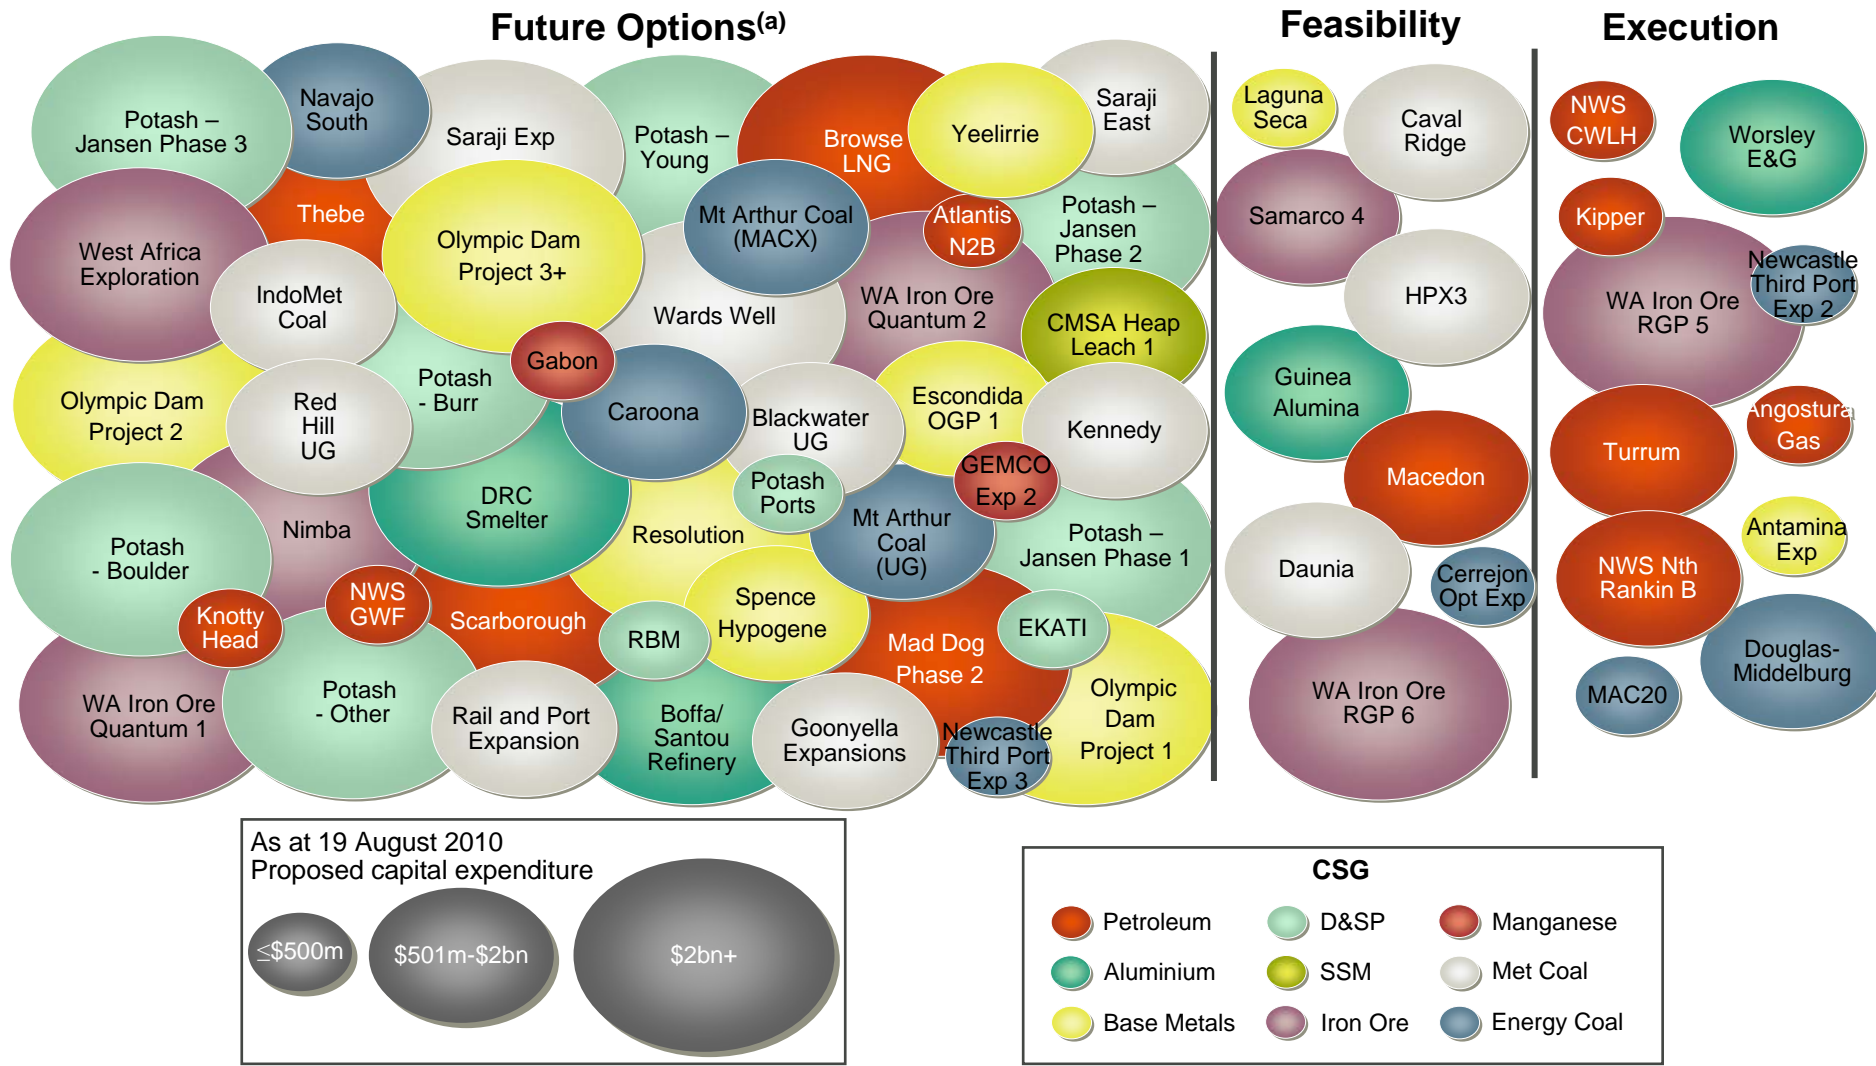 Future Options(a)
Feasibility
Execution
Potash –
Jansen Phase 3
Navajo
South
Saraji Exp
Potash –
Young
Browse
LNG
Yeelirrie
Saraji
East
Thebe
West Africa
Exploration
IndoMet
Coal
Olympic Dam
Project 3+
Mt Arthur Coal
(MACX)
Atlantis
N2B
Potash –
Jansen
Phase 2
Wards Well
WA Iron Ore
Quantum 2
CMSA Heap
Leach 1
Gabon
Olympic Dam
Project 2
Red
Hill
UG
Potash
- Burr
Caroona
Blackwater
UG
Escondida
OGP 1
Kennedy
GEMCO
Exp 2
Potash
Ports
DRC
Smelter
Nimba
Resolution
Mt Arthur
Coal
(UG)
Potash –
Jansen Phase 1
Potash
- Boulder
Knotty
Head
NWS
GWF
Scarborough
RBM
Spence
Hypogene
Mad Dog
Phase 2
EKATI
WA Iron Ore
Quantum 1
Potash
- Other
Rail and Port
Expansion
Boffa/
Santou
Refinery
Goonyella
Expansions
Newcastle
Third Port
Exp 3
Olympic
Dam
Project 1
Laguna
Seca
Caval
Ridge
Samarco 4
HPX3
Guinea
Alumina
Macedon
Daunia
Cerrejon
Opt Exp
WA Iron Ore
RGP 6
NWS
CWLH
Worsley
E&G
Kipper
WA Iron Ore
RGP 5
Newcastle
Third Port
Exp 2
Turrum
Angostura
Gas
Antamina
Exp
NWS Nth
Rankin B
Douglas-
Middelburg
MAC20
As at 19 August 2010
Proposed capital expenditure
≤$500m
$501m-$2bn
$2bn+
CSG
Petroleum
D&SP
Manganese
Aluminium
SSM
Met Coal
Base Metals
Iron Ore
Energy Coal